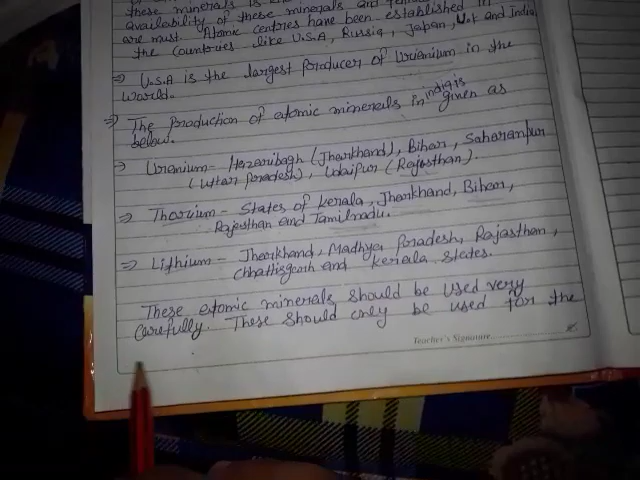 these minerals is
availability of these minerals and
are must. Atomic centres have been established in
the countries like U.S.A, Russia, Japan, U.K and India
⇒ U.S.A is the largest producer of Urenium in the
world.
⇒ The production of atomic minerals in india is given as
below.
⇒ Urenium - Hazaribagh (Jharkhand), Bihar, Saharanpur
(Uttar pradesh), Udaipur (Rajasthan).
⇒ Thorium - States of kerala, Jharkhand, Bihar,
Rajesthan and Tamilnadu.
⇒ Lithium - Jharkhand, Madhya pradesh, Rajasthan,
Chhattisgarh and kerala states.
These atomic minerals should be used very
carefully. These should only be used for the
Teacher's Signature